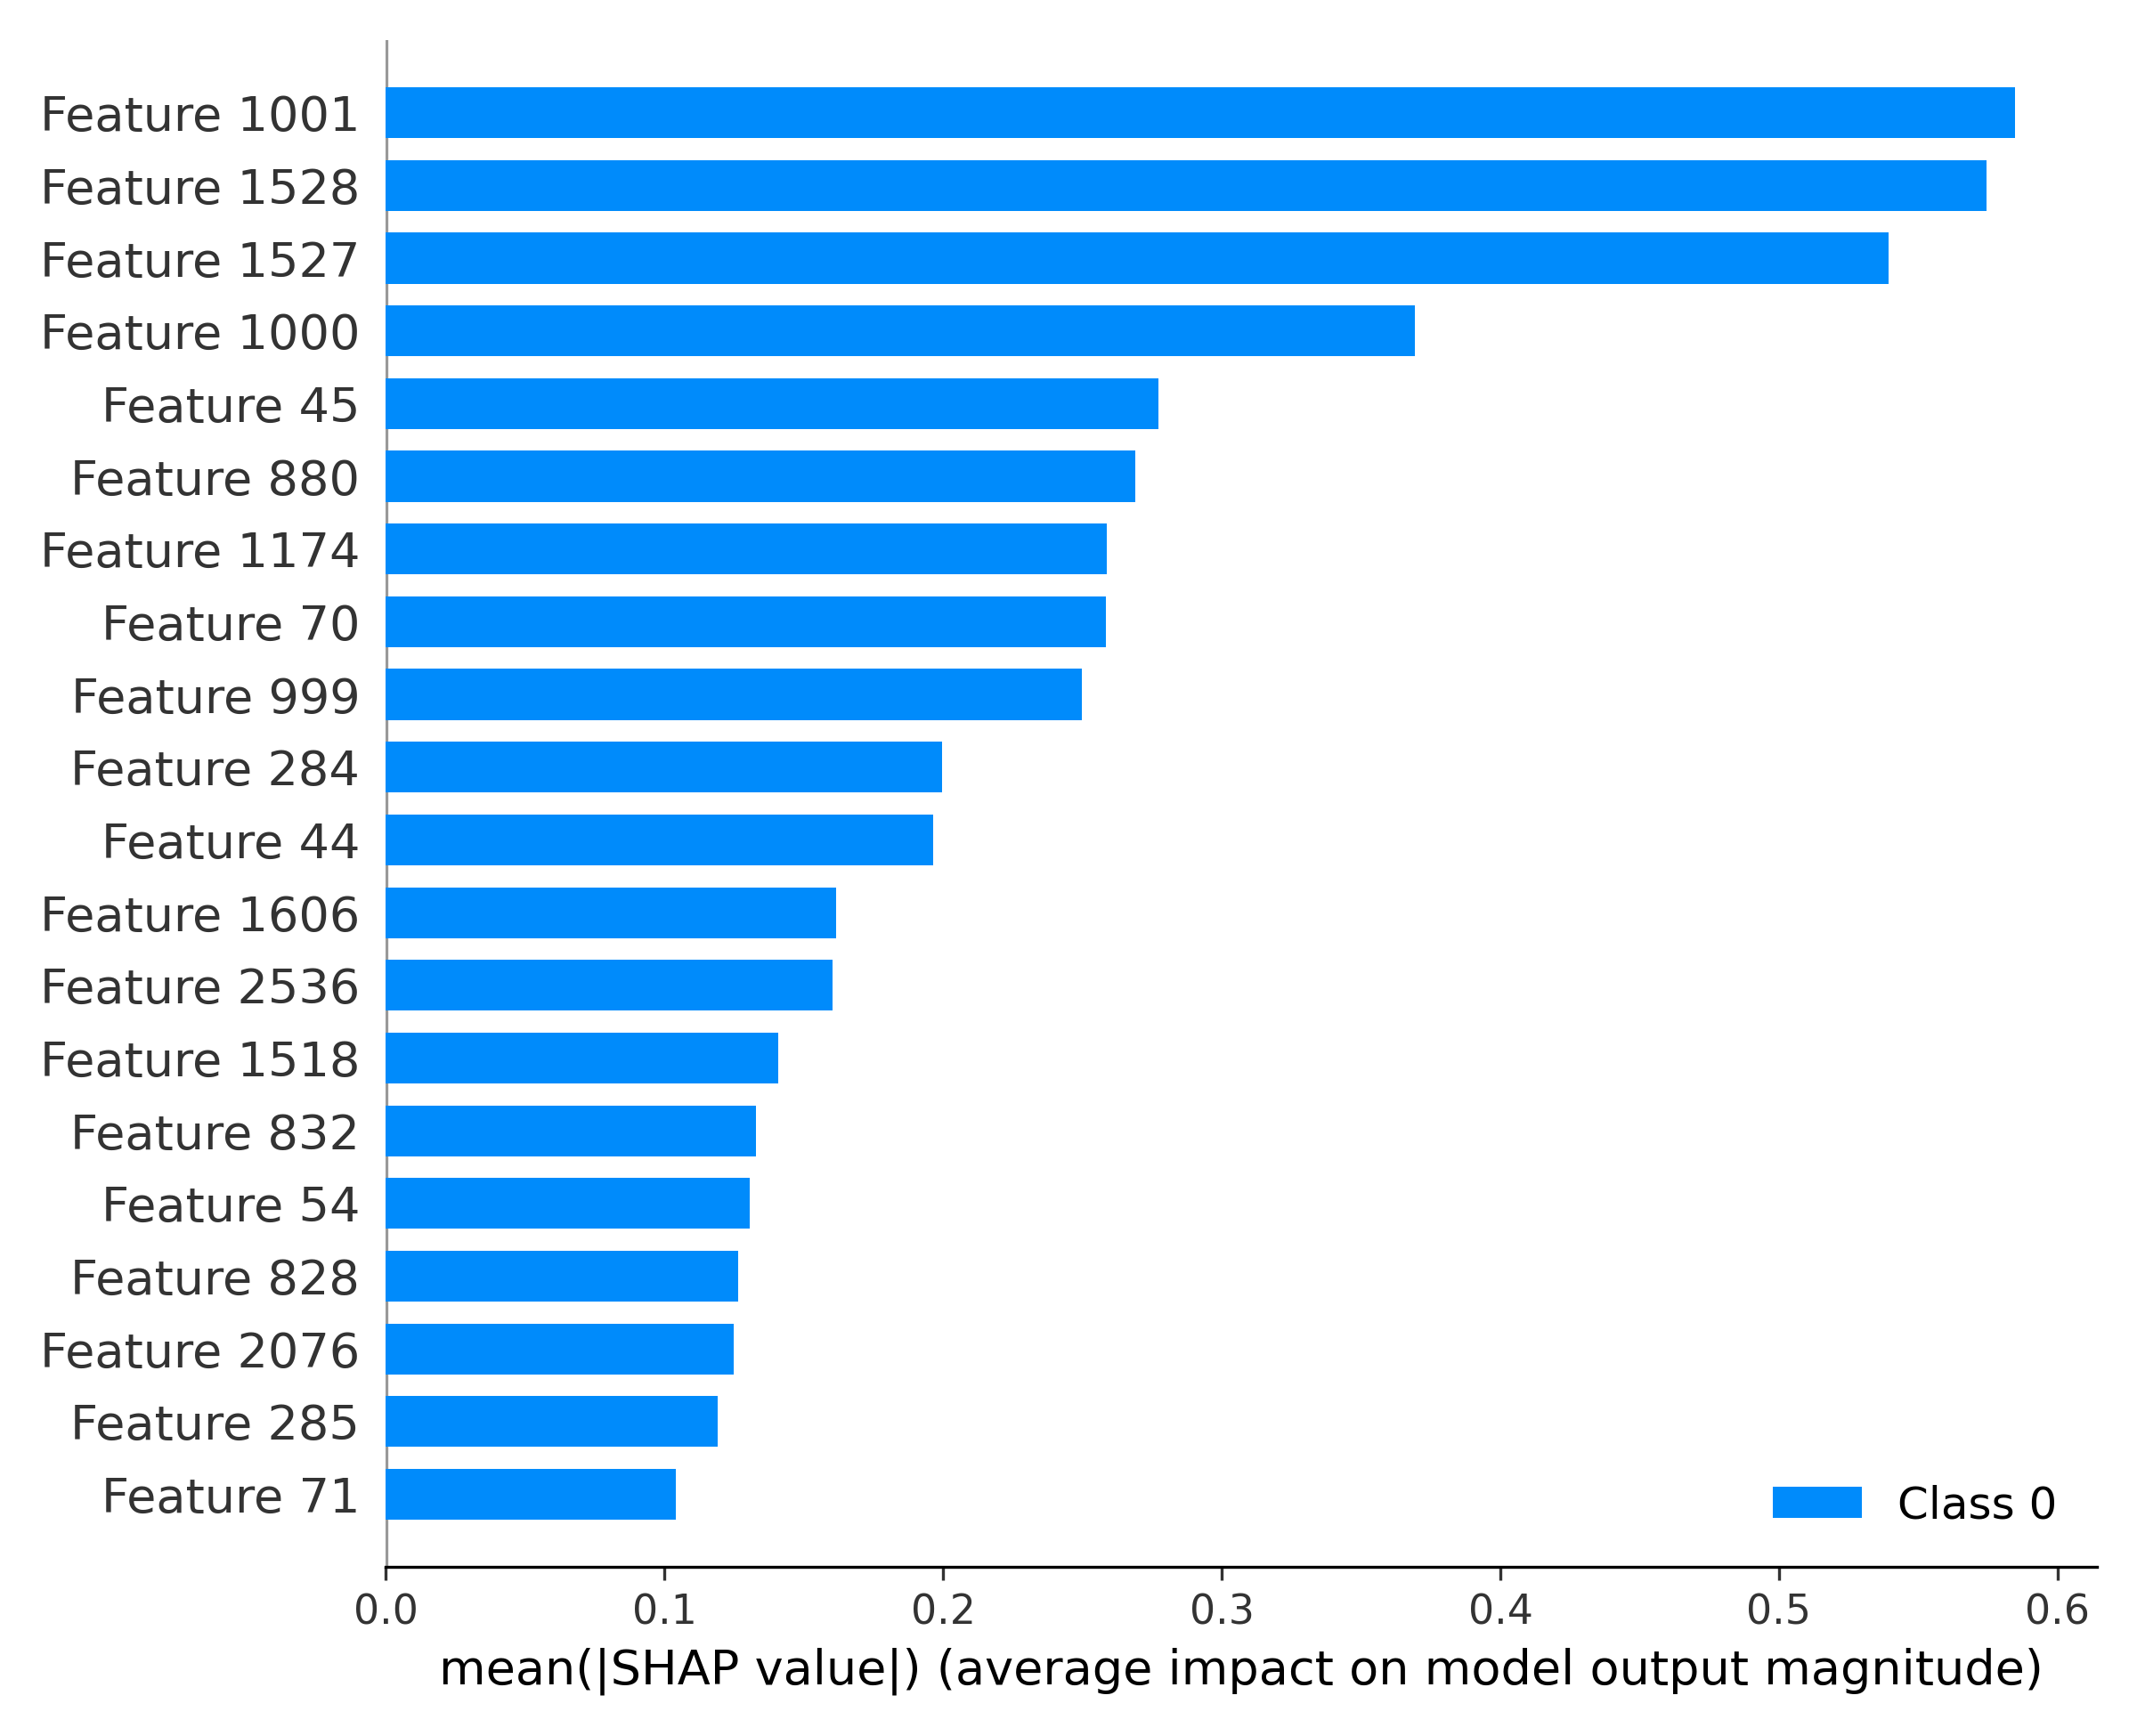 Feature 1001
Feature 1528
Feature 1527
Feature 1000
Feature 45
Feature 880
Feature 1174
Feature 70
Feature 999
Feature 284
Feature 44
Feature 1606
Feature 2536
Feature 1518
Feature 832
Feature 54
Feature 828
Feature 2076
Feature 285
Feature 71
Class 0
0.0 0.1 0.2 0.3 0.4 0.5 0.6
mean(|SHAP value|) (average impact on model output magnitude)